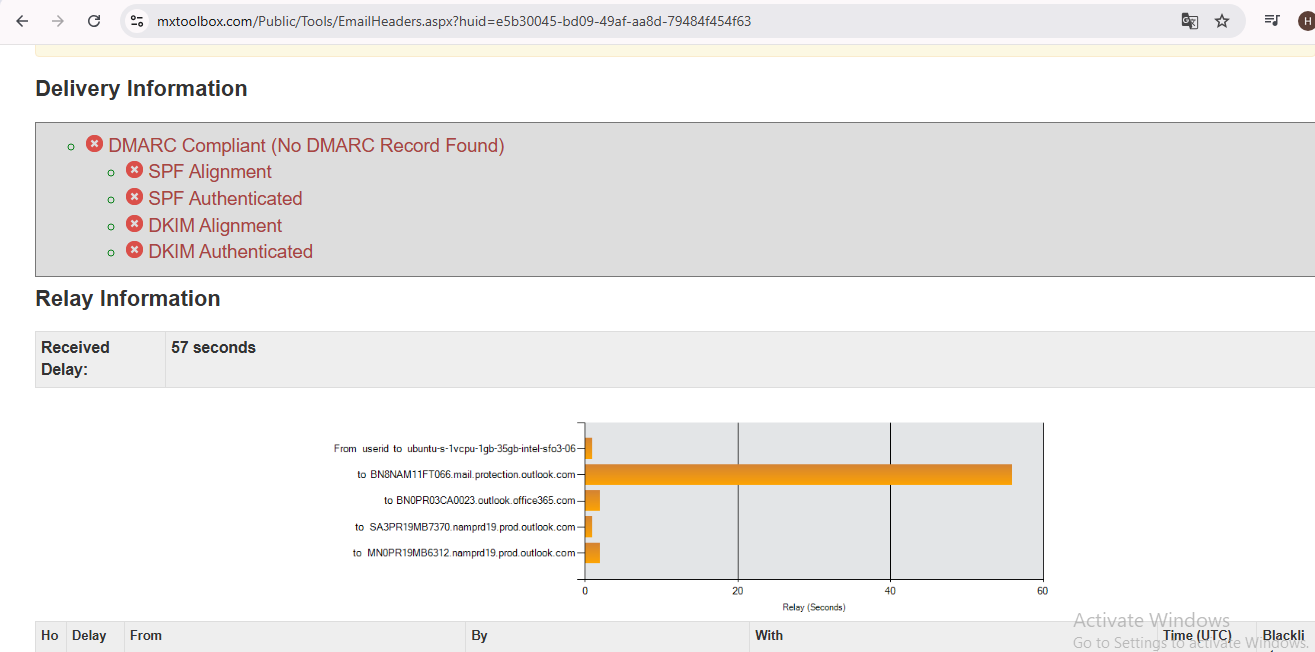 mxtoolbox.com/Public/Tools/EmailHeaders.aspx?huid=e5b30045-bd09-49af-aa8d-79484f454f63
H
Delivery Information
DMARC Compliant (No DMARC Record Found)
SPF Alignment
SPF Authenticated
DKIM Alignment
DKIM Authenticated
Relay Information
Received
Delay:
57 seconds
From userid to ubuntu-s-1vcpu-1gb-35gb-intel-sfo3-06
to BN8NAM11FT066.mail.protection.outlook.com
to BN0PR03CA0023.outlook.office365.com
to SA3PR19MB7370.namprd19.prod.outlook.com
to MN0PR19MB6312.namprd19.prod.outlook.com
0 20 40 60
Relay (Seconds)
Activate Windows
Go to Settings to activate Windows.
Ho Delay From By With Time (UTC) Blackli